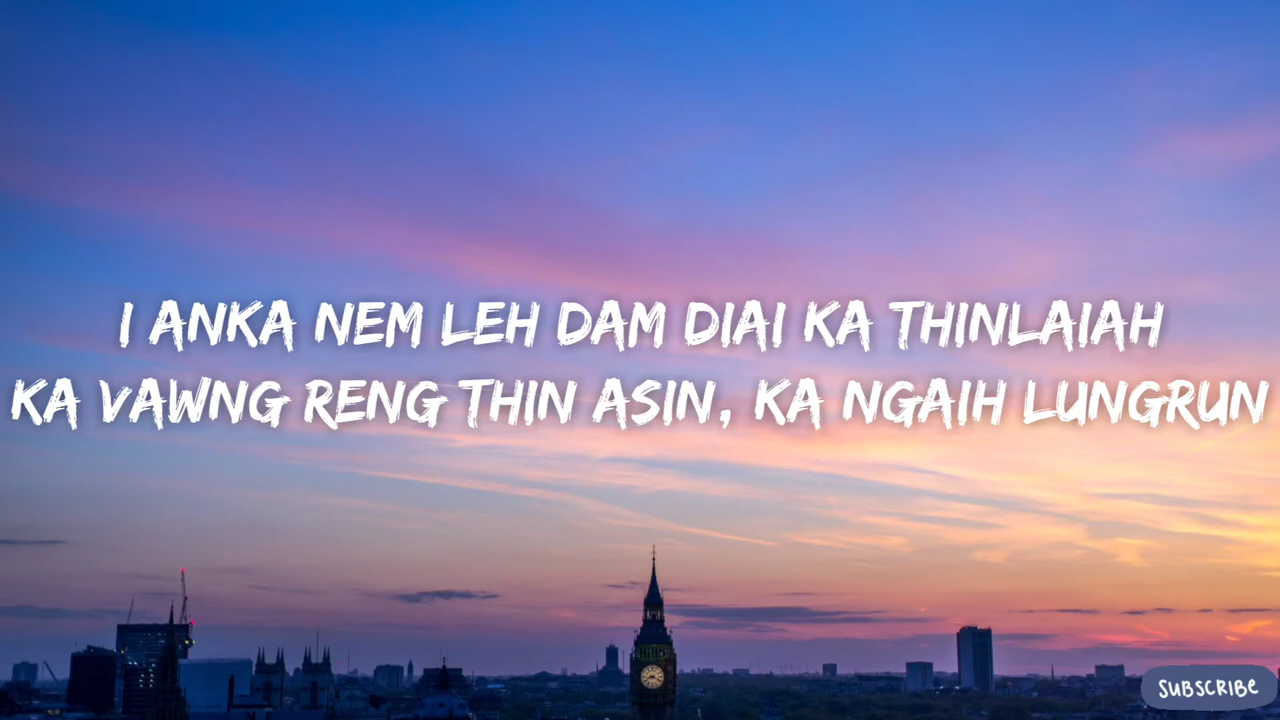 I ANKA NEM LEH DAM DIAI KA THINLAIAH
KA VAWNG RENG THIN ASIN, KA NGAIH LUNGRUN
SUBSCRIBE